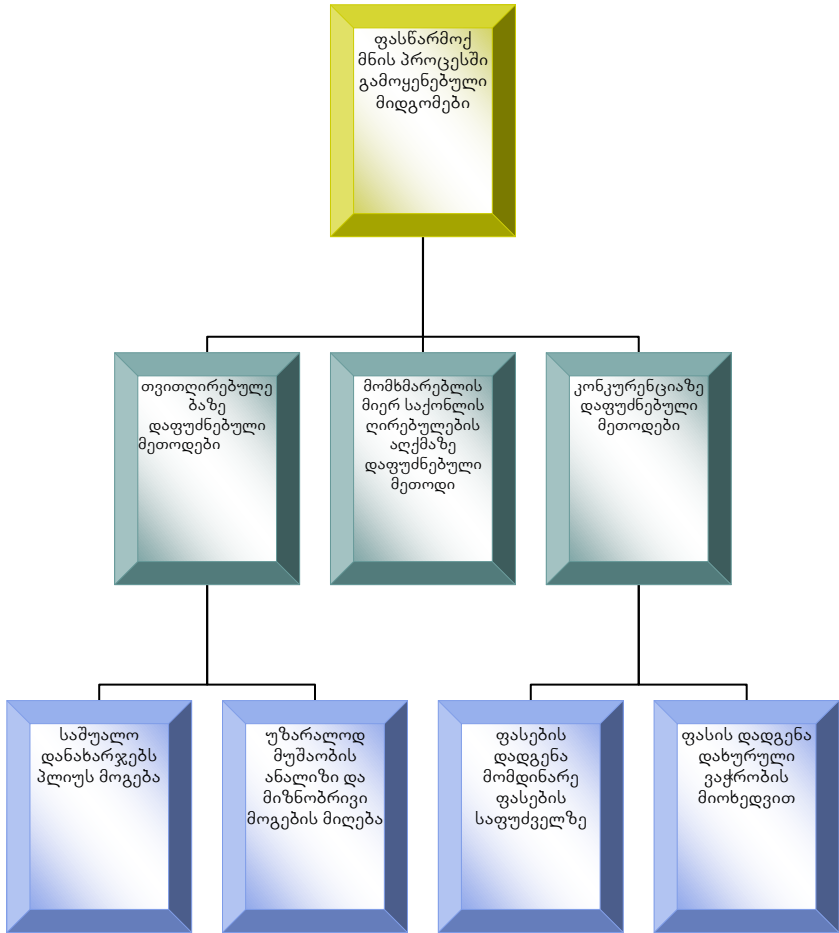 ფასწარმოქ
მნის პროცესში
გამოყენებული
მიდგომები
თვითღირებულე
ბაზე
დაფუძნებული
მეთოდები
მომხმარებლის
მიერ საქონლის
ღირებულების
აღქმაზე
დაფუძნებული
მეთოდი
კონკურენციაზე
დაფუძნებული
მეთოდები
საშუალო
დანახარჯებს
პლიუს მოგება
უზარალოდ
მუშაობის
ანალიზი და
მიზნობრივი
მოგების მიღება
ფასების
დადგენა
მომდინარე
ფასების
საფუძველზე
ფასის დადგენა
დახურული
ვაჭრობის
მიოხედვით